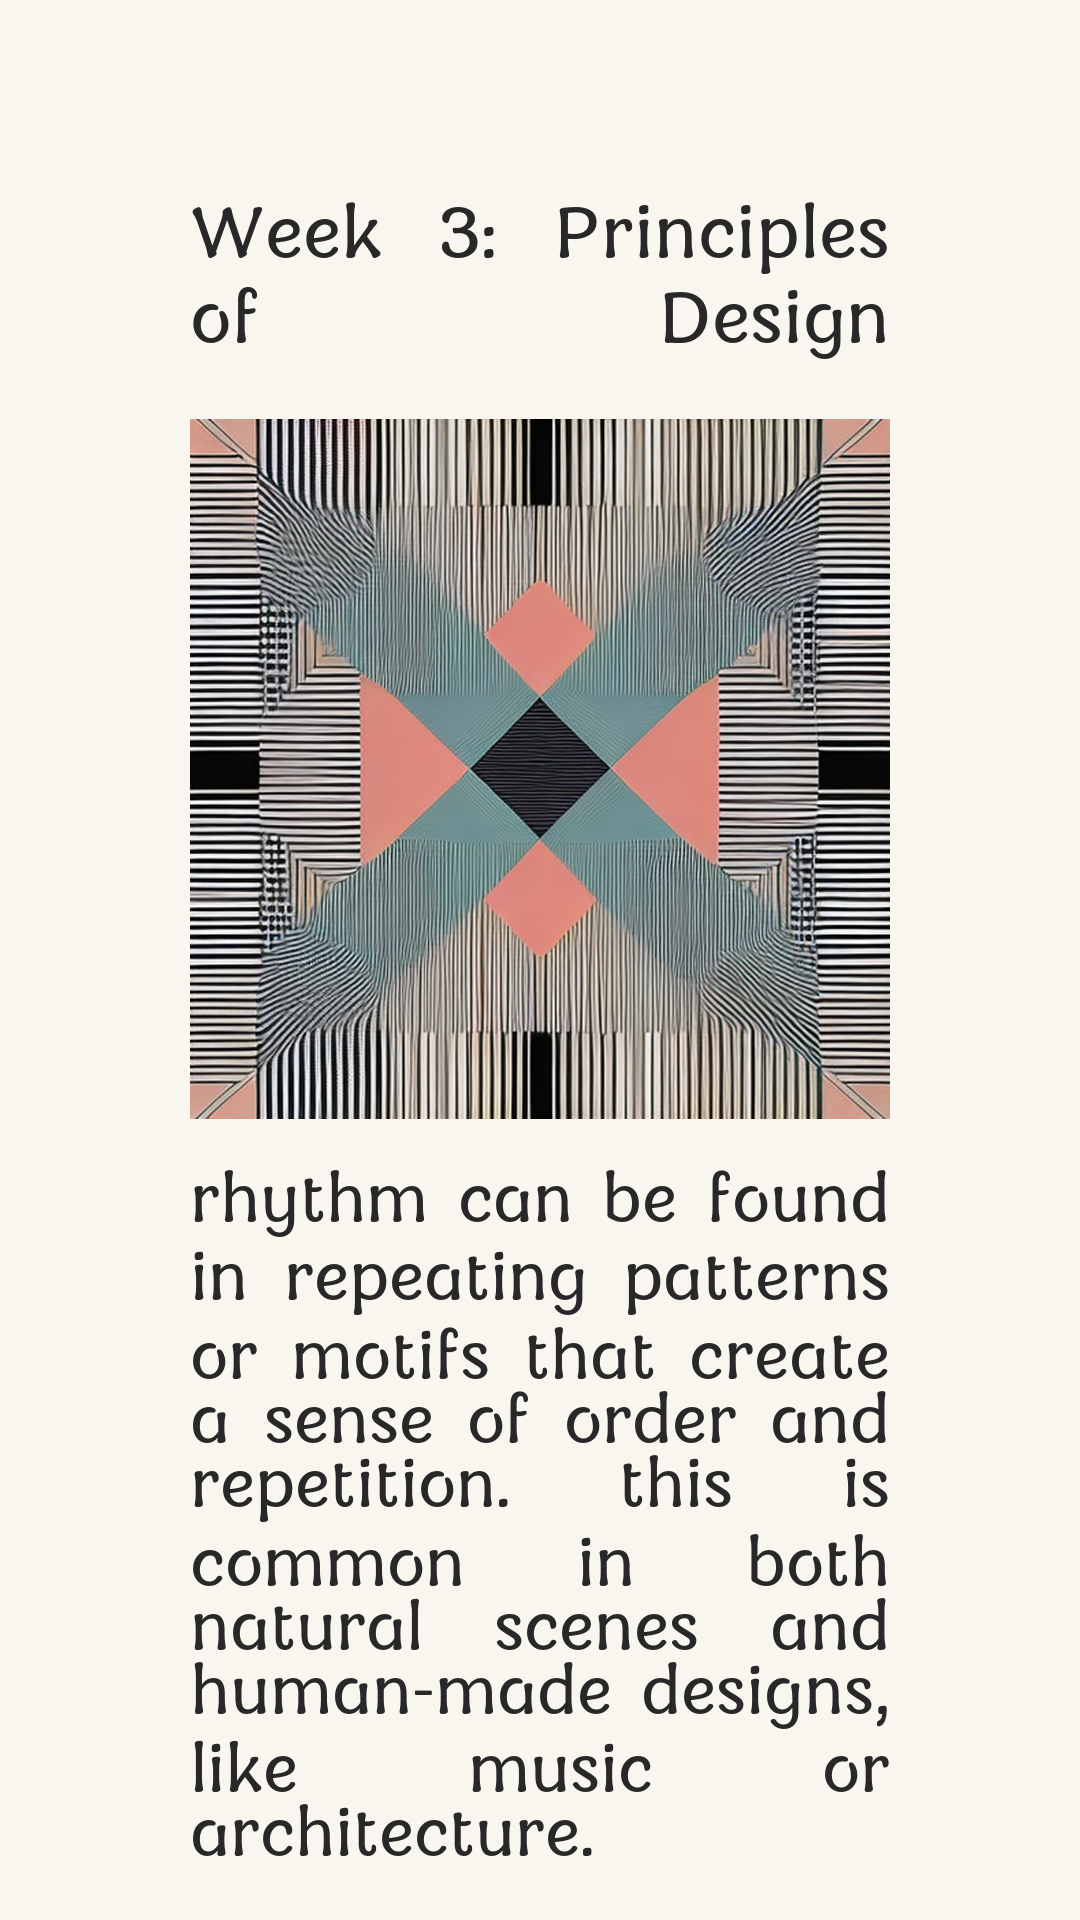 Week 3: Principles
of Design
rhythm can be found
in repeating patterns
or motifs that create
a sense of order and
repetition. this is
common in both
natural scenes and
human-made designs,
like music or
architecture.